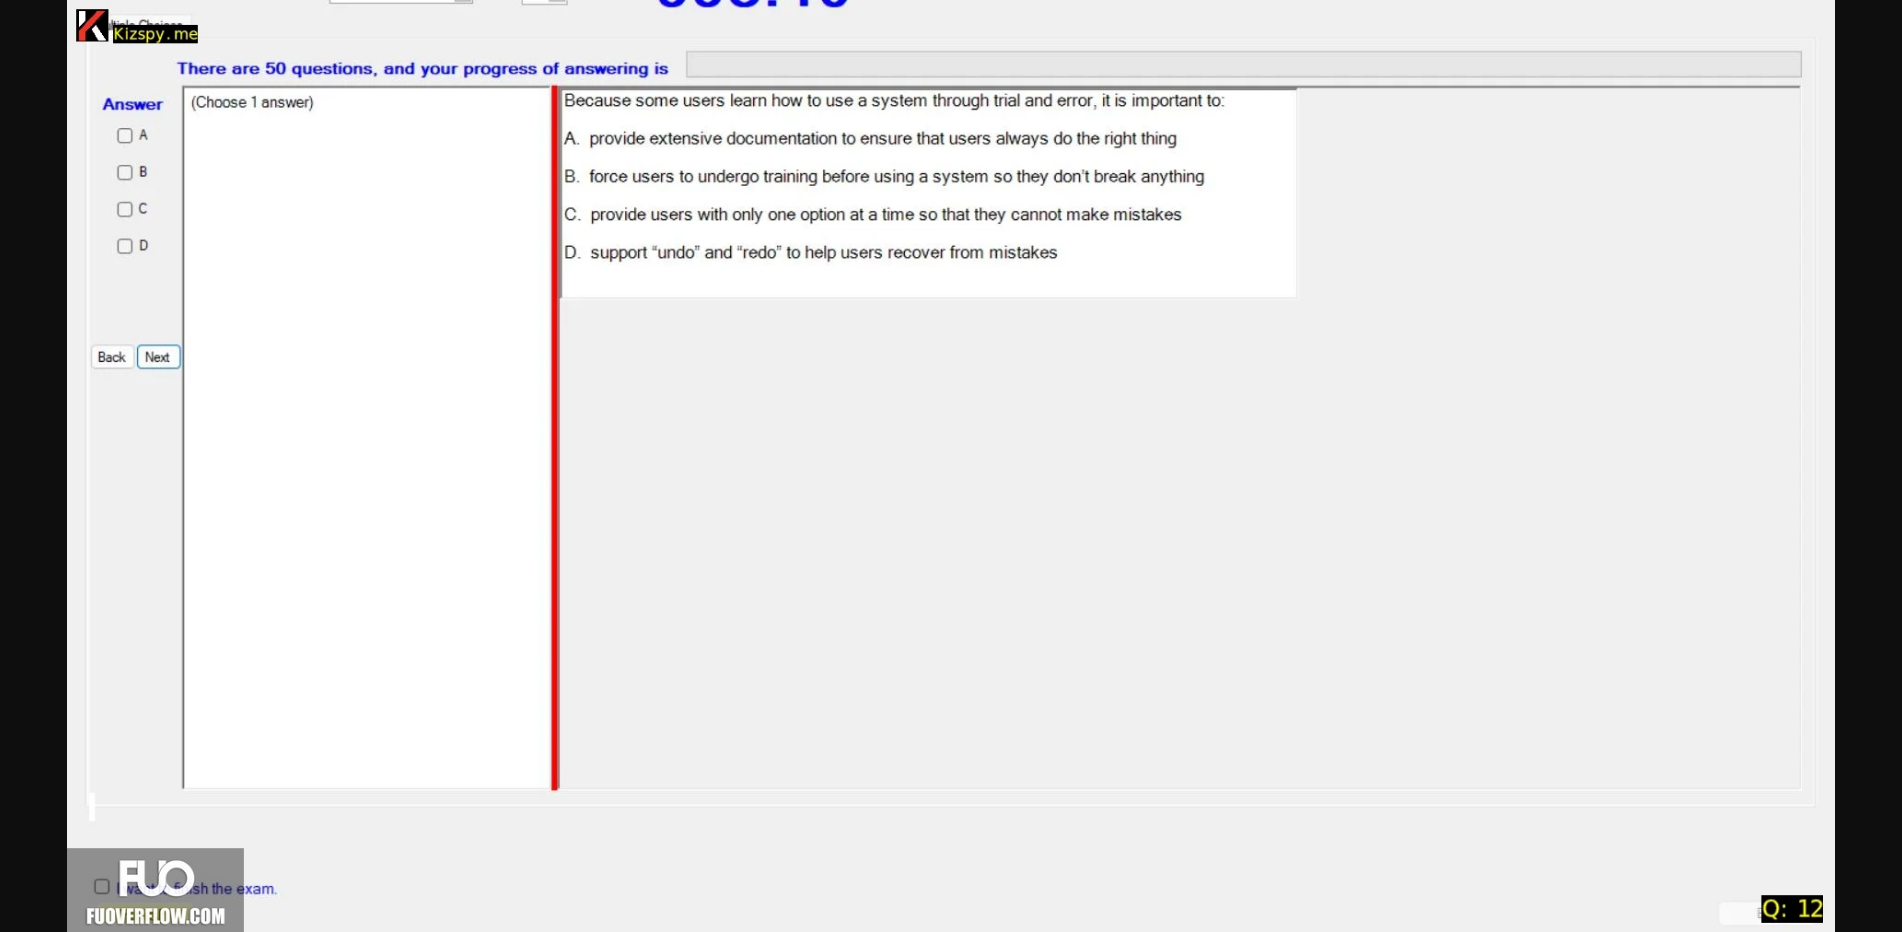 Kizspy.me
There are 50 questions, and your progress of answering is
Answer
(Choose 1 answer)
A
B
C
D
Back
Next
Because some users learn how to use a system through trial and error, it is important to:
A. provide extensive documentation to ensure that users always do the right thing
B. force users to undergo training before using a system so they don't break anything
C. provide users with only one option at a time so that they cannot make mistakes
D. support “undo” and “redo” to help users recover from mistakes
FUO
the exam.
FUOVERFLOW.COM
Q: 12